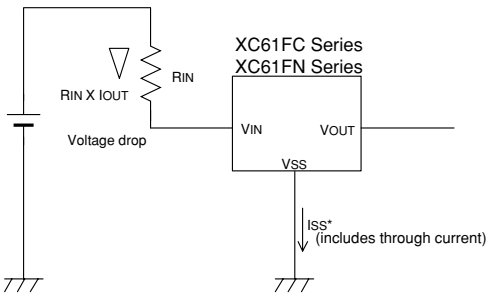 XC61FC Series
XC61FN Series
RIN
RIN X IOUT
Voltage drop
VIN
VOUT
VSS
ISS*
(includes through current)